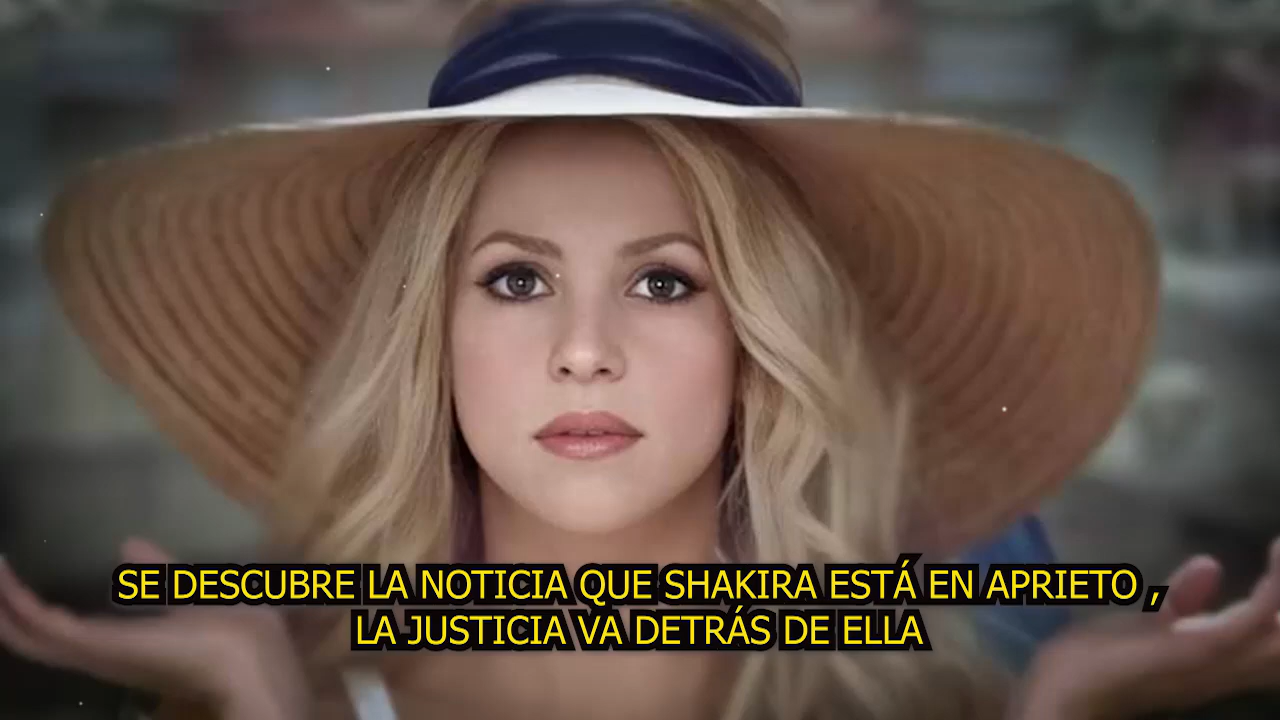 SE DESCUBRE LA NOTICIA QUE SHAKIRA ESTÁ EN APRIETO ,
LA JUSTICIA VA DETRÁS DE ELLA